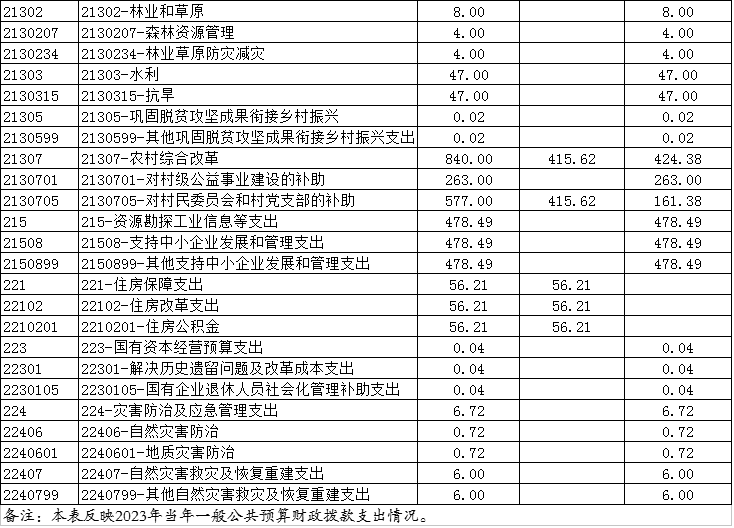 21302 21302-林业和草原 8.00 8.00
2130207 2130207-森林资源管理 4.00 4.00
2130234 2130234-林业草原防灾减灾 4.00 4.00
21303 21303-水利 47.00 47.00
2130315 2130315-抗旱 47.00 47.00
21305 21305-巩固脱贫攻坚成果衔接乡村振兴 0.02 0.02
2130599 2130599-其他巩固脱贫攻坚成果衔接乡村振兴支出 0.02 0.02
21307 21307-农村综合改革 840.00 415.62 424.38
2130701 2130701-对村级公益事业建设的补助 263.00 263.00
2130705 2130705-对村民委员会和村党支部的补助 577.00 415.62 161.38
215 215-资源勘探工业信息等支出 478.49 478.49
21508 21508-支持中小企业发展和管理支出 478.49 478.49
2150899 2150899-其他支持中小企业发展和管理支出 478.49 478.49
221 221-住房保障支出 56.21 56.21
22102 22102-住房改革支出 56.21 56.21
2210201 2210201-住房公积金 56.21 56.21
223 223-国有资本经营预算支出 0.04 0.04
22301 22301-解决历史遗留问题及改革成本支出 0.04 0.04
2230105 2230105-国有企业退休人员社会化管理补助支出 0.04 0.04
224 224-灾害防治及应急管理支出 6.72 6.72
22406 22406-自然灾害防治 0.72 0.72
2240601 2240601-地质灾害防治 0.72 0.72
22407 22407-自然灾害救灾及恢复重建支出 6.00 6.00
2240799 2240799-其他自然灾害救灾及恢复重建支出 6.00 6.00
备注：本表反映2023年当年一般公共预算财政拨款支出情况。